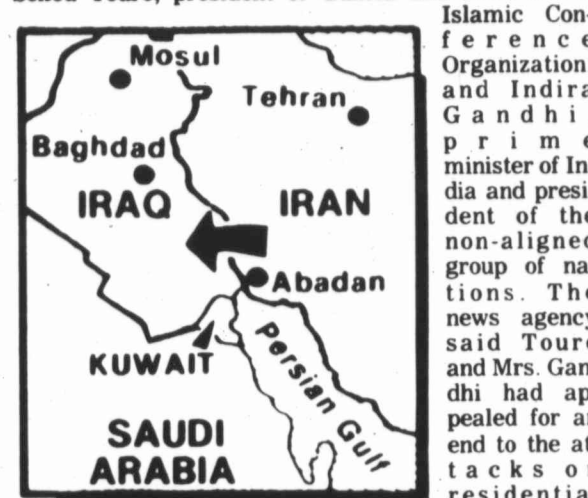 Mosul
Tehran
Baghdad
IRAQ
IRAN
Abadan
KUWAIT
Persian Gulf
SAUDI
ARABIA
Islamic Con-
ference
Organization
and Indira
Gandhi
prime
minister of In
dia and presi
dent of the
non-aligned
group of na
tions. The
news agency
said Toure
and Mrs. Gan
dhi had ap
pealed for an
end to the at
tacks o
residentia